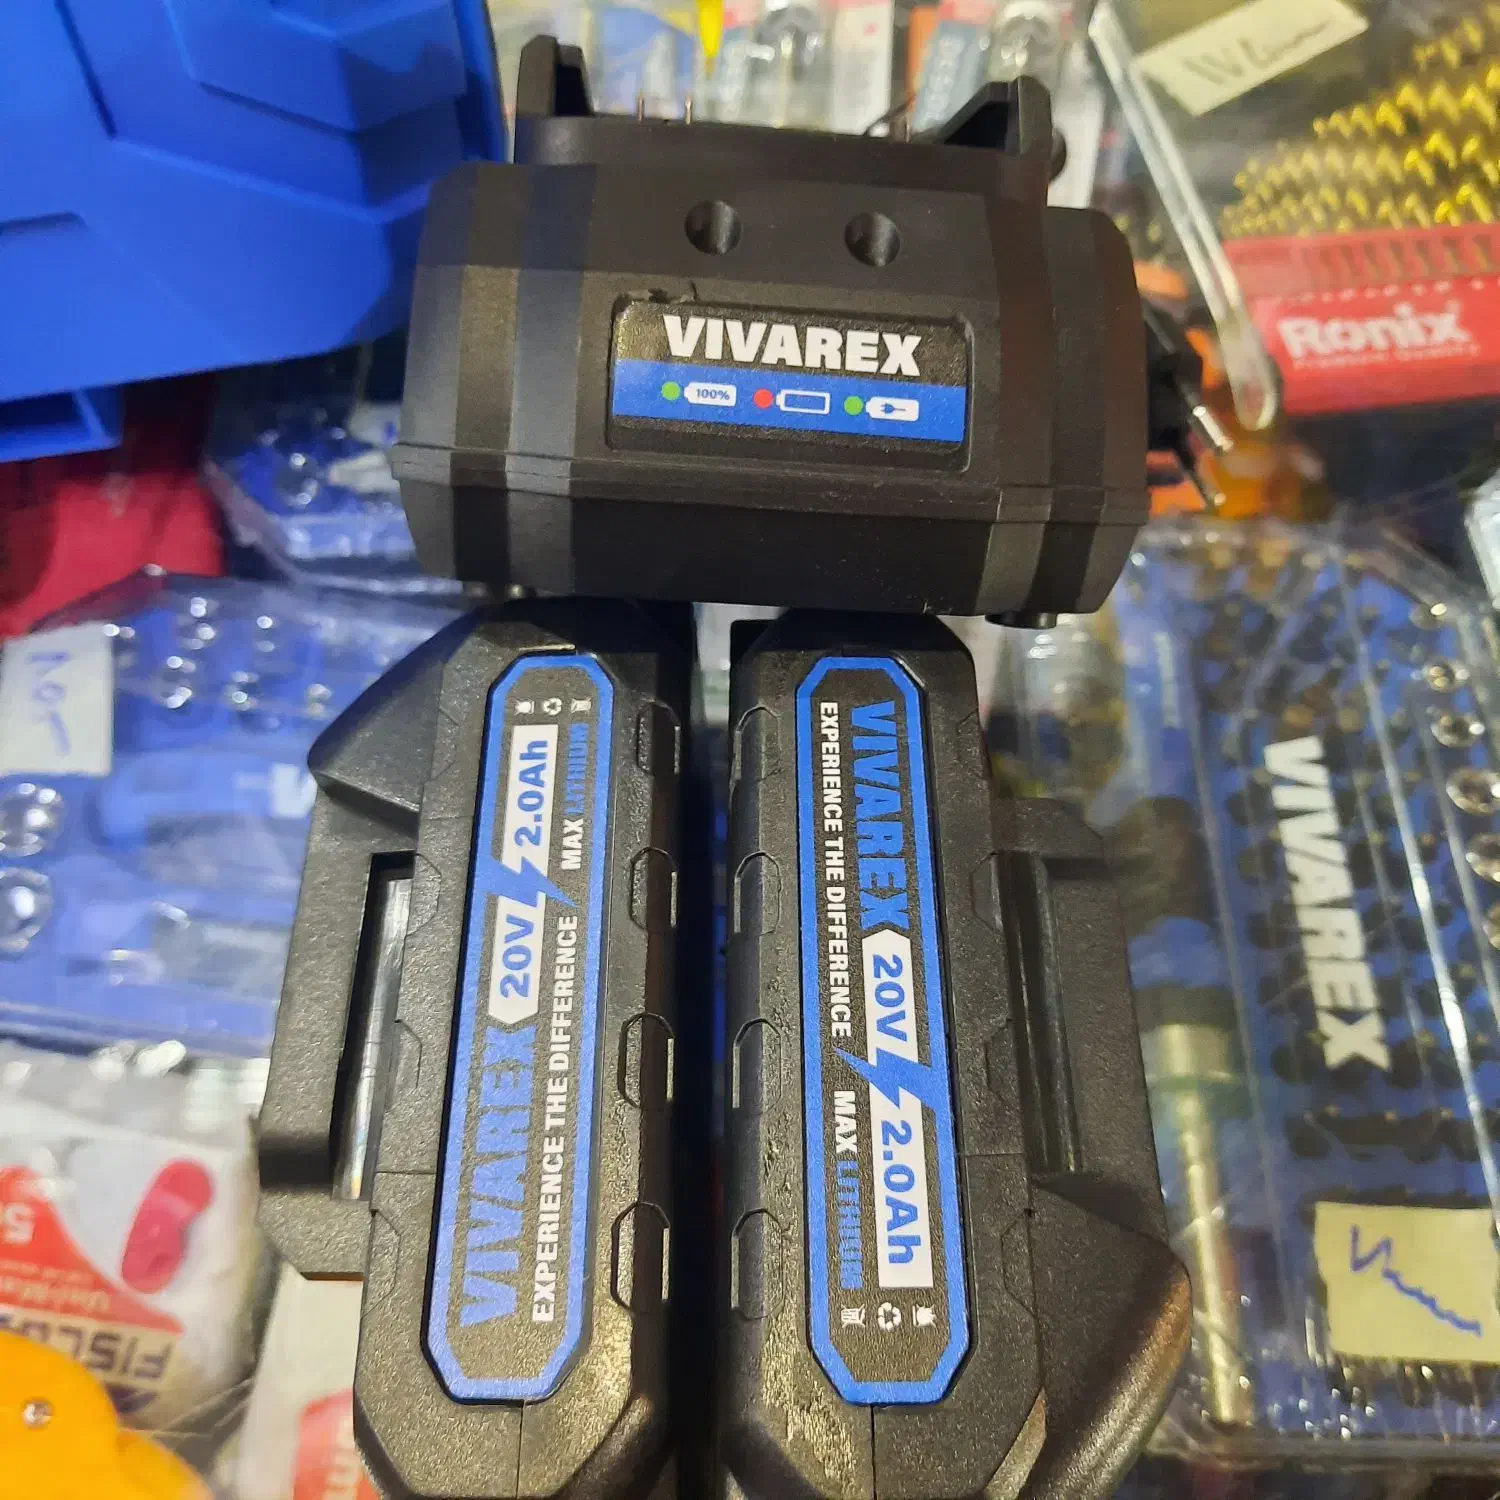 VIVAREX
100%
Ronix
VIVAREX 20V 2.0Ah
EXPERIENCE THE DIFFERENCE MAX LITHIUM
VIVAREX 20V 2.0Ah
EXPERIENCE THE DIFFERENCE MAX LITHIUM
VIVAREX